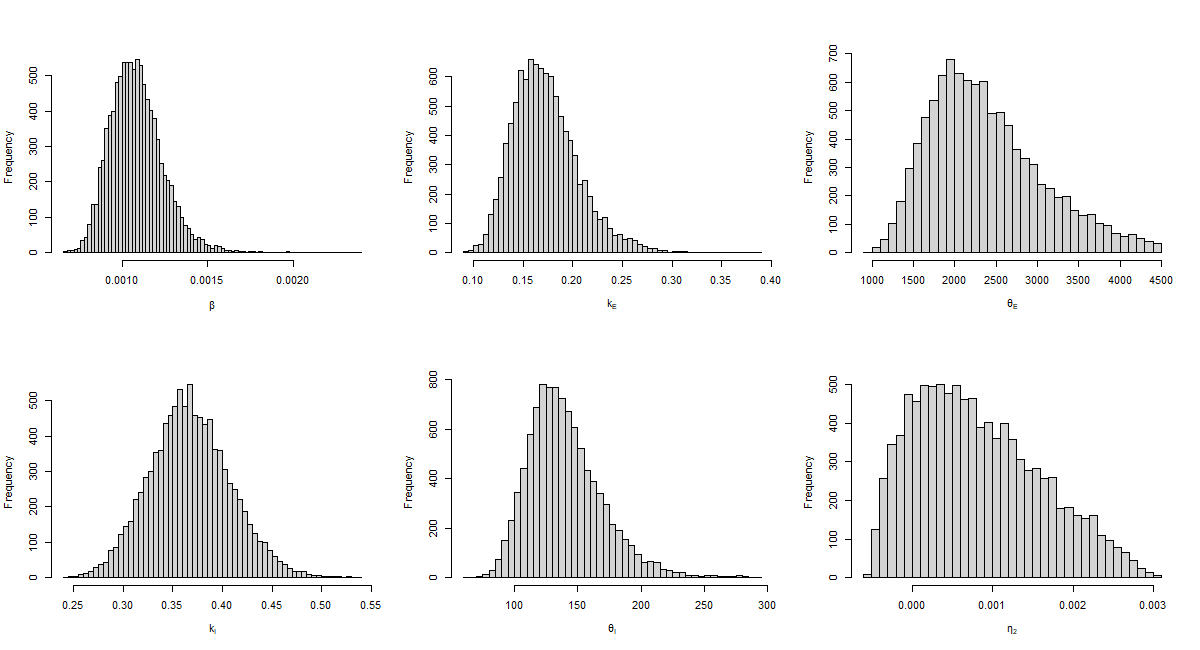 Frequency
0 100 200 300 400 500
0.0010 0.0015 0.0020
β
Frequency
0 100 200 300 400 500 600
0.10 0.15 0.20 0.25 0.30 0.35 0.40
k_E
Frequency
0 100 200 300 400 500 600 700
1000 1500 2000 2500 3000 3500 4000 4500
θ_E
Frequency
0 100 200 300 400 500
0.25 0.30 0.35 0.40 0.45 0.50 0.55
k_I
Frequency
0 200 400 600 800
100 150 200 250 300
θ_I
Frequency
0 100 200 300 400 500
0.000 0.001 0.002 0.003
η_2